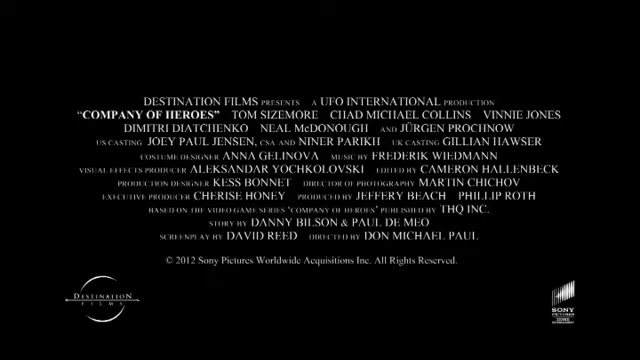 DESTINATION FILMS PRESENTS A UFO INTERNATIONAL PRODUCTION
“COMPANY OF HEROES” TOM SIZEMORE CHAD MICHAEL COLLINS VINNIE JONES
DIMITRI DIATCHENKO NEAL McDONOUGH AND JÜRGEN PROCHNOW
US CASTING JOEY PAUL JENSEN, CSA AND NINER PARIKH UK CASTING GILLIAN HAWSER
COSTUME DESIGNER ANNA GELINOVA MUSIC BY FREDERIK WIEDMANN
VISUAL EFFECTS PRODUCER ALEKSANDAR YOCHKOLOVSKI EDITED BY CAMERON HALLENBECK
PRODUCTION DESIGNER KESS BONNET DIRECTOR OF PHOTOGRAPHY MARTIN CHICHOV
EXECUTIVE PRODUCER CHERISE HONEY PRODUCED BY JEFFERY BEACH PHILLIP ROTH
BASED ON THE VIDEO GAME SERIES ‘COMPANY OF HEROES’ PUBLISHED BY THQ INC.
STORY BY DANNY BILSON & PAUL DE MEO
SCREENPLAY BY DAVID REED DIRECTED BY DON MICHAEL PAUL
© 2012 Sony Pictures Worldwide Acquisitions Inc. All Rights Reserved.
DESTINATION
FILMS
SONY
PICTURES
HOME
ENTERTAINMENT